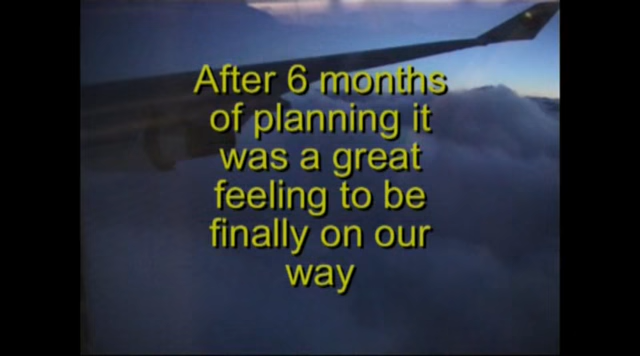 After 6 months
of planning it
was a great
feeling to be
finally on our
way